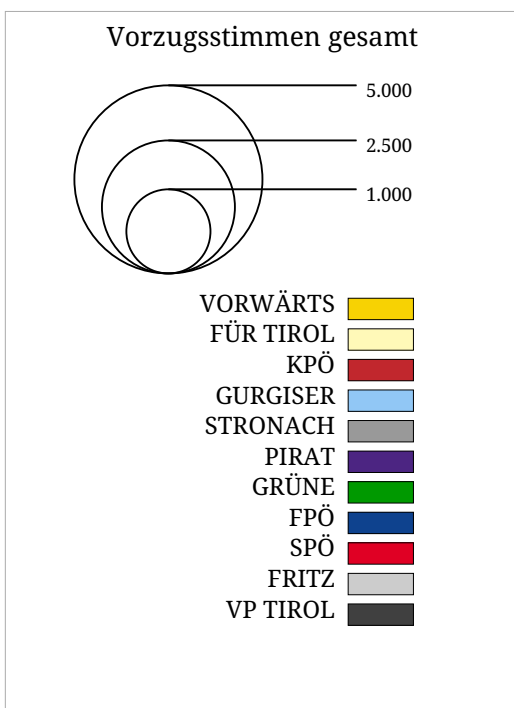 Vorzugsstimmen gesamt
5.000
2.500
1.000
VORWÄRTS
FÜR TIROL
KPÖ
GURGISER
STRONACH
PIRAT
GRÜNE
FPÖ
SPÖ
FRITZ
VP TIROL